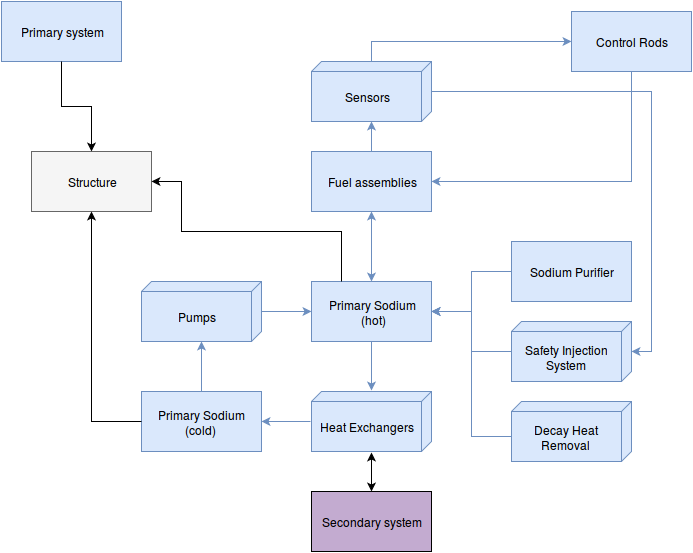 Primary system
Control Rods
Sensors
Structure
Fuel assemblies
Sodium Purifier
Pumps
Primary Sodium
(hot)
Safety Injection
System
Primary Sodium
(cold)
Heat Exchangers
Decay Heat
Removal
Secondary system